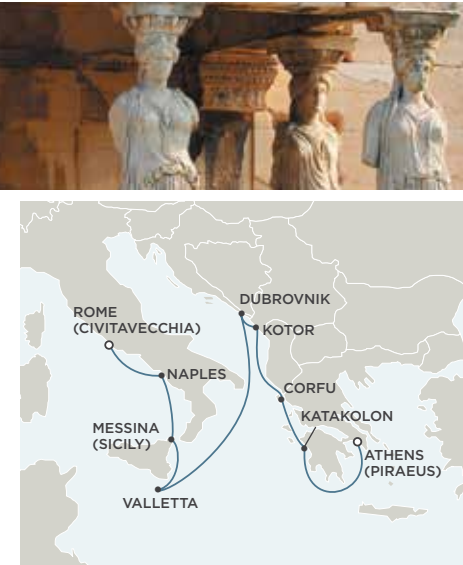 DUBROVNIK
ROME
(CIVITAVECCHIA)
KOTOR
NAPLES
CORFU
KATAKOLON
MESSINA
(SICILY)
ATHENS
(PIRAEUS)
VALLETTA